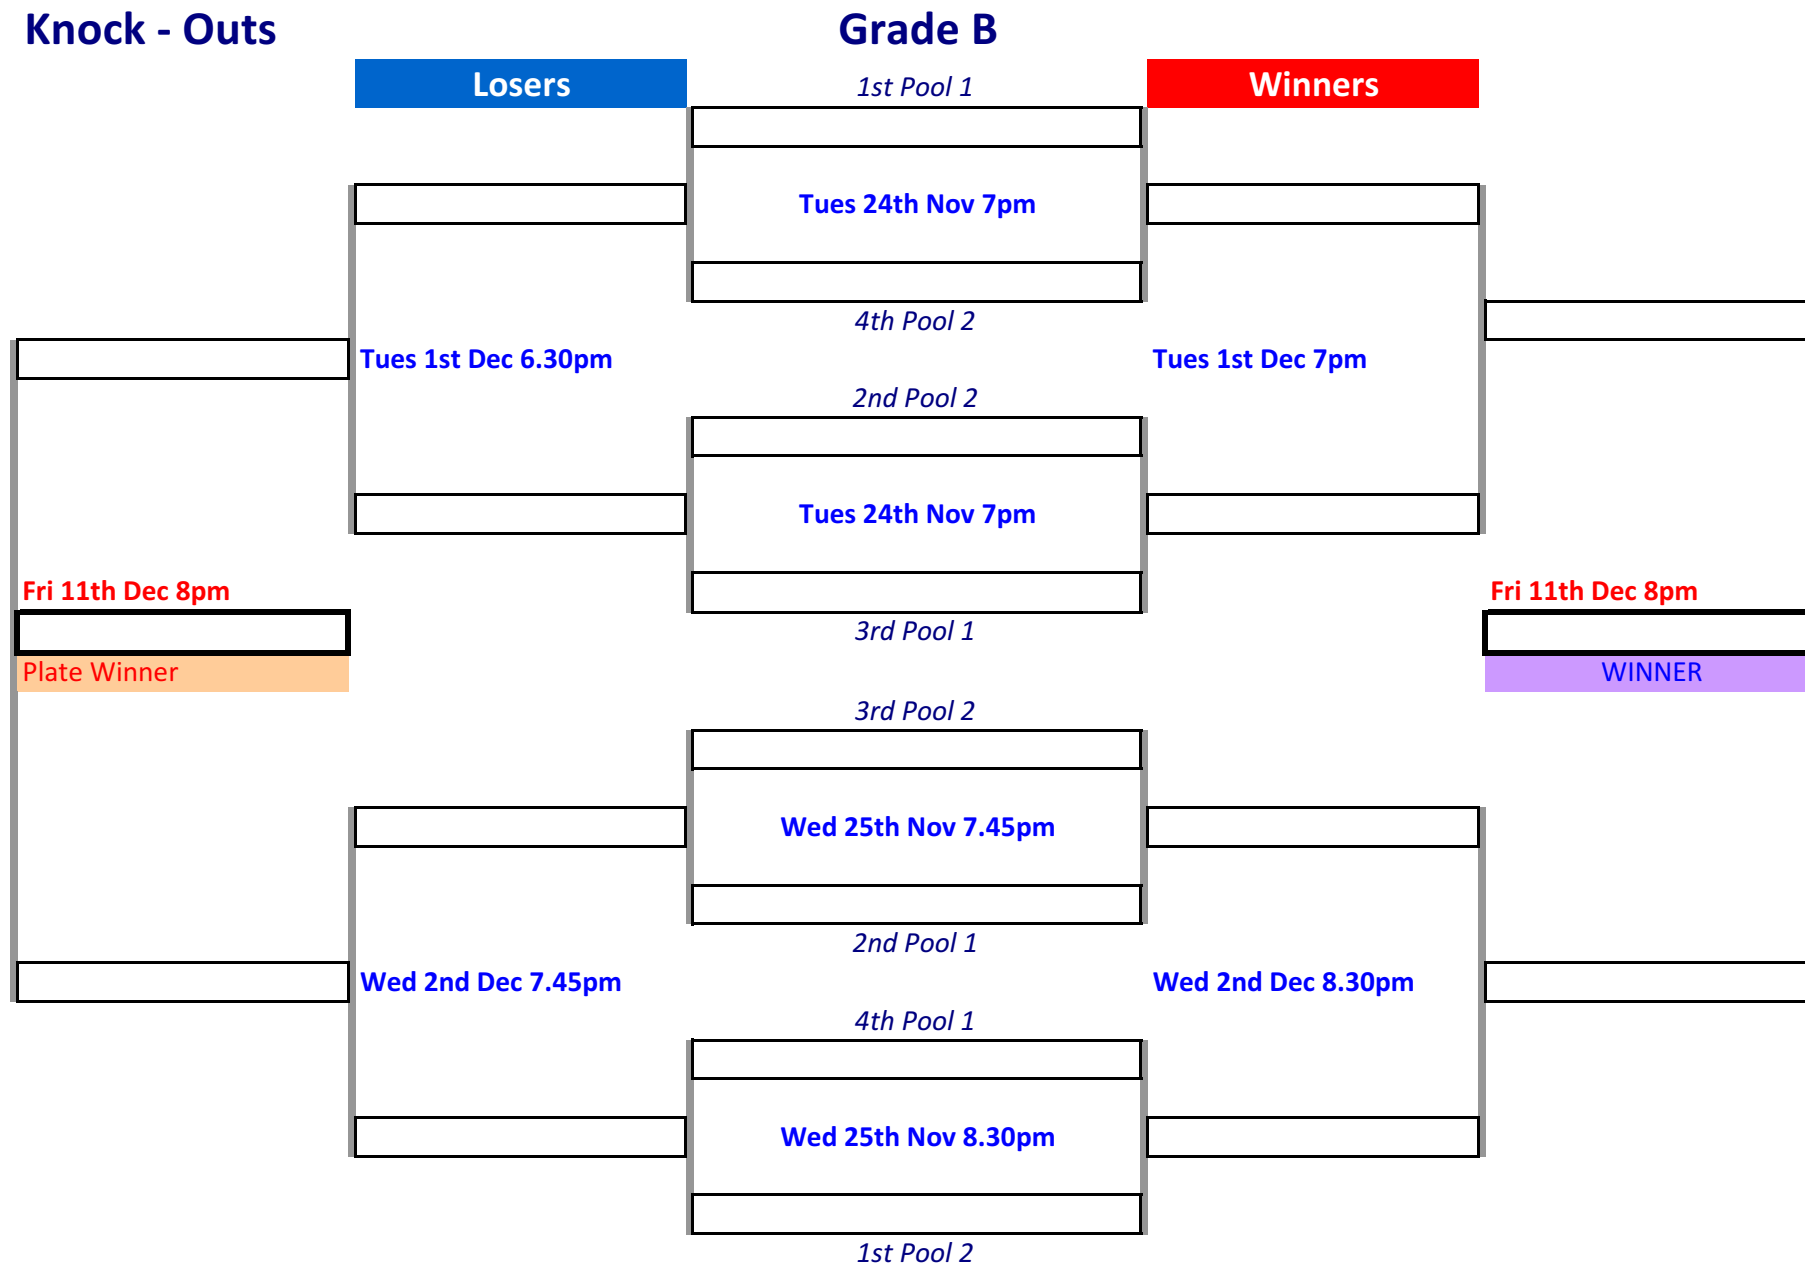 Knock - Outs
Grade B
Losers
1st Pool 1
Winners
Tues 24th Nov 7pm
4th Pool 2
Tues 1st Dec 6.30pm
Tues 1st Dec 7pm
2nd Pool 2
Tues 24th Nov 7pm
Fri 11th Dec 8pm
Fri 11th Dec 8pm
3rd Pool 1
Plate Winner
WINNER
3rd Pool 2
Wed 25th Nov 7.45pm
2nd Pool 1
Wed 2nd Dec 7.45pm
Wed 2nd Dec 8.30pm
4th Pool 1
Wed 25th Nov 8.30pm
1st Pool 2